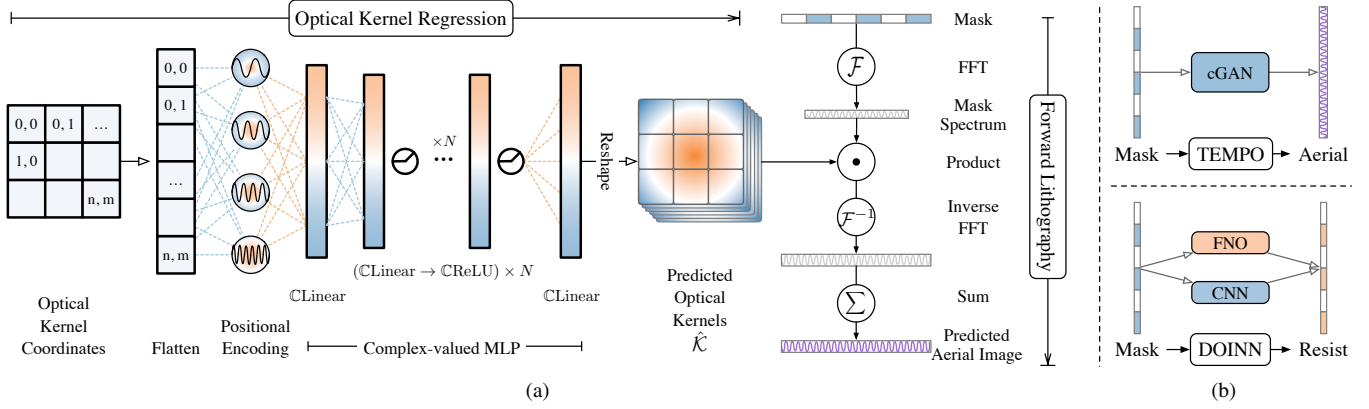 Optical Kernel Regression
0, 0
0, 1
...
1, 0
n, m
Optical
Kernel
Coordinates
0, 0
0, 1
...
n, m
Flatten
Positional
Encoding
×N
...
(ℂLinear → ℂReLU) × N
ℂLinear
ℂLinear
Complex-valued MLP
Reshape
Predicted
Optical
Kernels
𝒦̂
ℱ
ℱ⁻¹
∑
Mask
FFT
Mask
Spectrum
Product
Inverse
FFT
Sum
Predicted
Aerial Image
Forward Lithography
(a)
cGAN
Mask → TEMPO → Aerial
FNO
CNN
Mask → DOINN → Resist
(b)